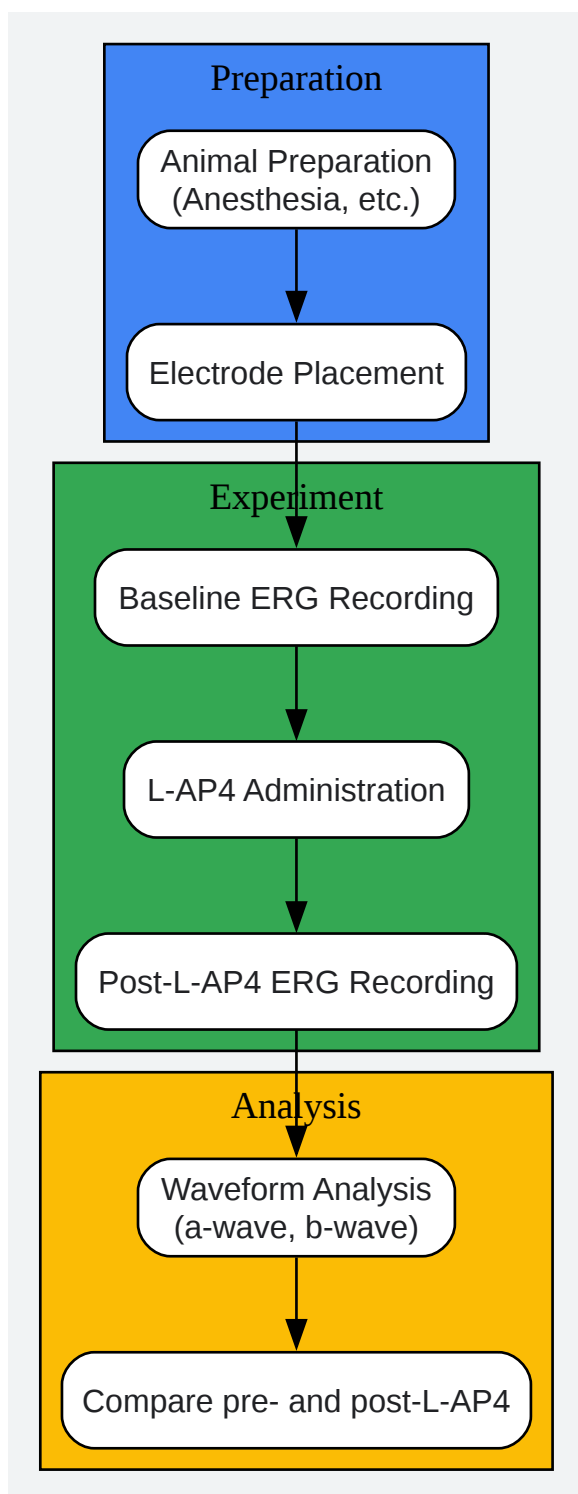 Preparation
Animal Preparation
(Anesthesia, etc.)
Electrode Placement
Experiment
Baseline ERG Recording
L-AP4 Administration
Post-L-AP4 ERG Recording
Analysis
Waveform Analysis
(a-wave, b-wave)
Compare pre- and post-L-AP4